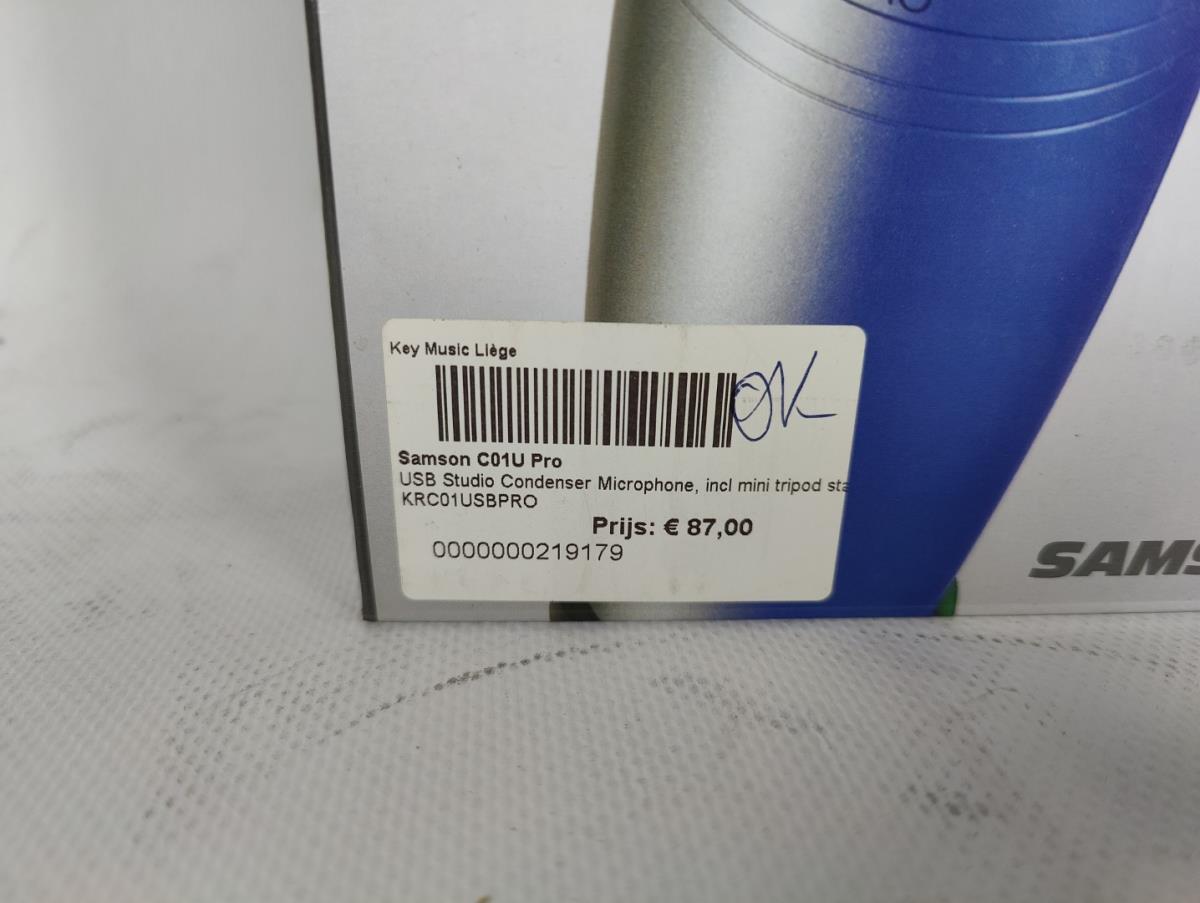 Key Music Liège
OK
Samson C01U Pro
USB Studio Condenser Microphone, incl mini tripod sta
KRC01USBPRO
Prijs: € 87,00
0000000219179
SAMS